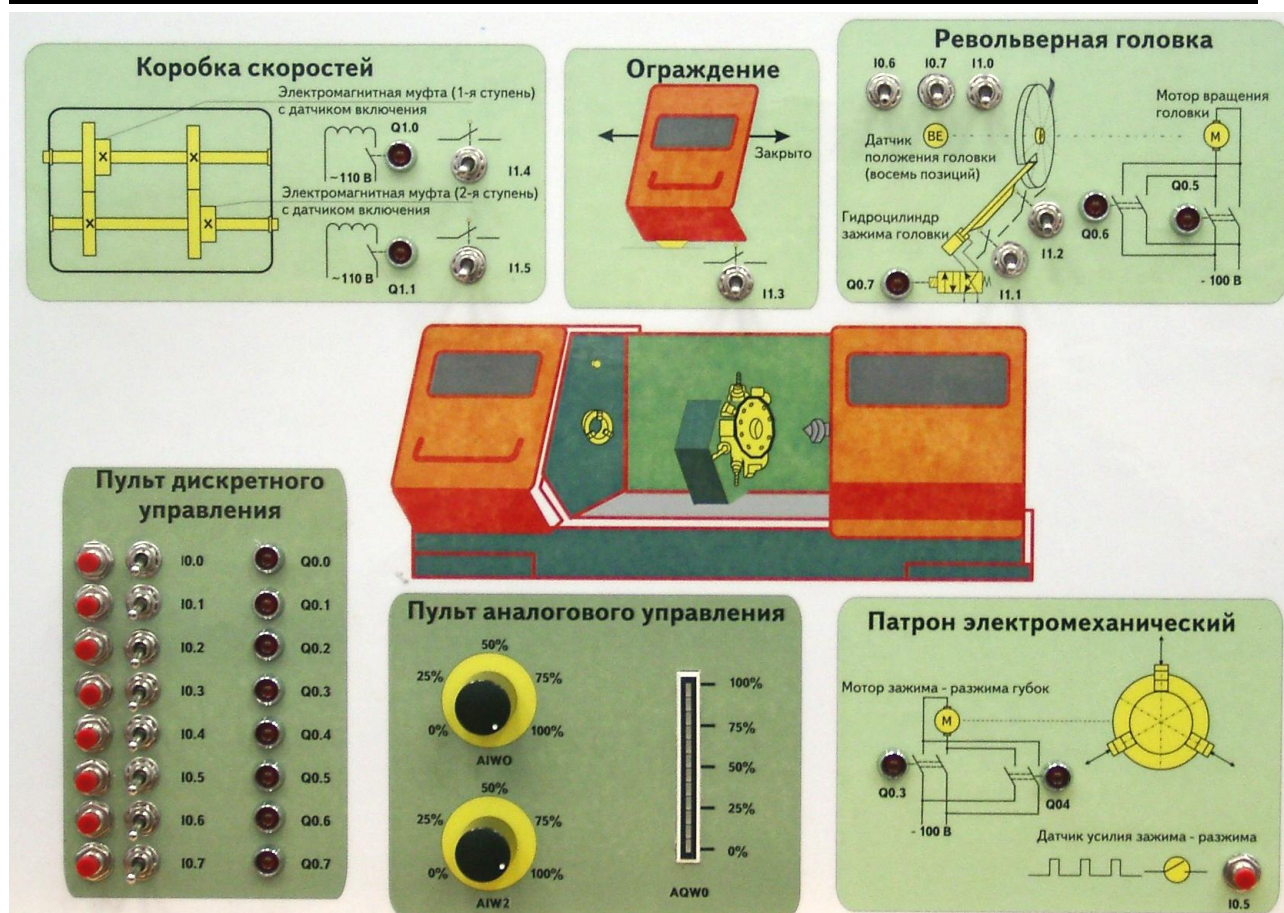 Коробка скоростей
Электромагнитная муфта (1-я ступень)
с датчиком включения
Q1.0
~110 В
I1.4
Электромагнитная муфта (2-я ступень)
с датчиком включения
~110 В
Q1.1
I1.5
Ограждение
Закрыто
I1.3
Револьверная головка
I0.6
I0.7
I1.0
Датчик
положения головки
(восемь позиций)
BE
Мотор вращения
головки
M
Q0.5
Гидроцилиндр
зажима головки
Q0.6
I1.2
Q0.7
I1.1
- 100 В
Пульт дискретного
управления
I0.0
Q0.0
I0.1
Q0.1
I0.2
Q0.2
I0.3
Q0.3
I0.4
Q0.4
I0.5
Q0.5
I0.6
Q0.6
I0.7
Q0.7
Пульт аналогового управления
50%
25%
75%
0%
100%
AIWO
50%
25%
75%
0%
100%
AIW2
100%
75%
50%
25%
0%
AQW0
Патрон электромеханический
Мотор зажима - разжима губок
M
Q0.3
Q04
- 100 В
Датчик усилия зажима - разжима
I0.5